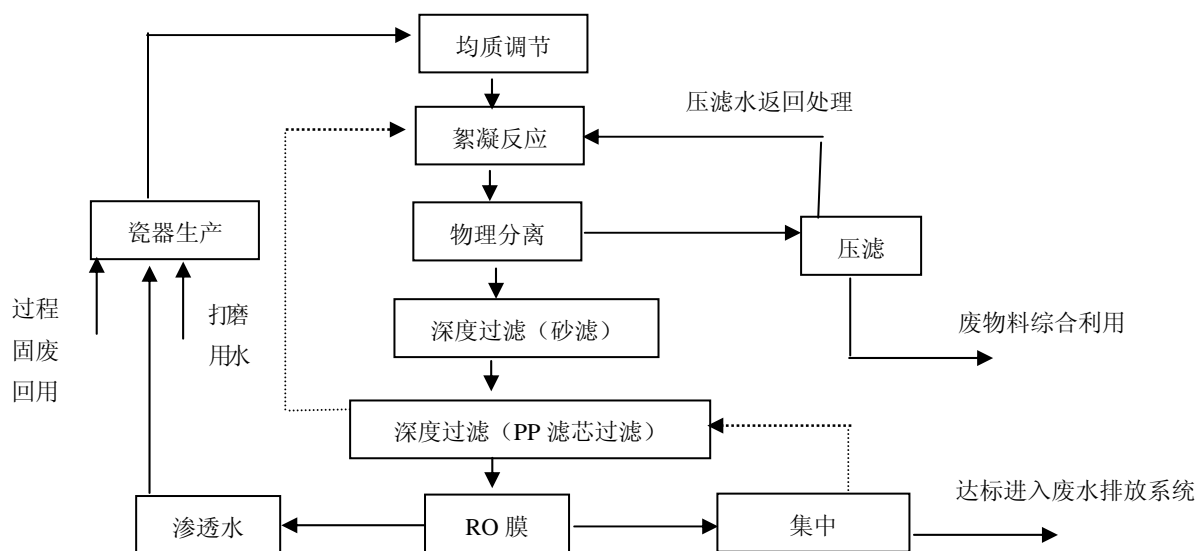 均质调节
压滤水返回处理
絮凝反应
瓷器生产
物理分离
压滤
过程
固废
回用
打磨
用水
深度过滤（砂滤）
废物料综合利用
深度过滤（PP 滤芯过滤）
达标进入废水排放系统
渗透水
RO 膜
集中